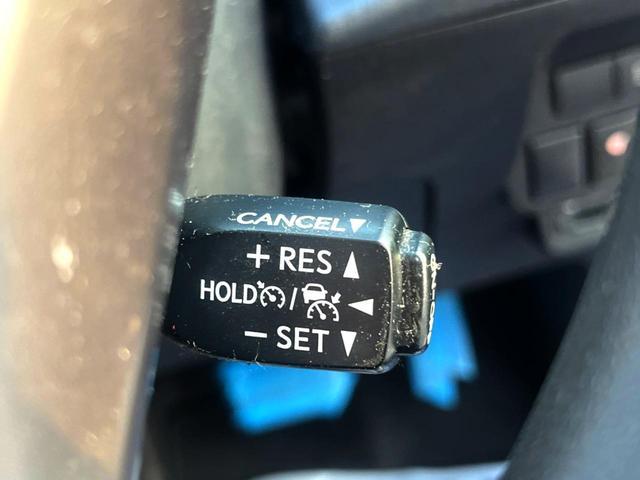 CANCEL▼
+ RES ▲
HOLD / ◀
- SET ▼